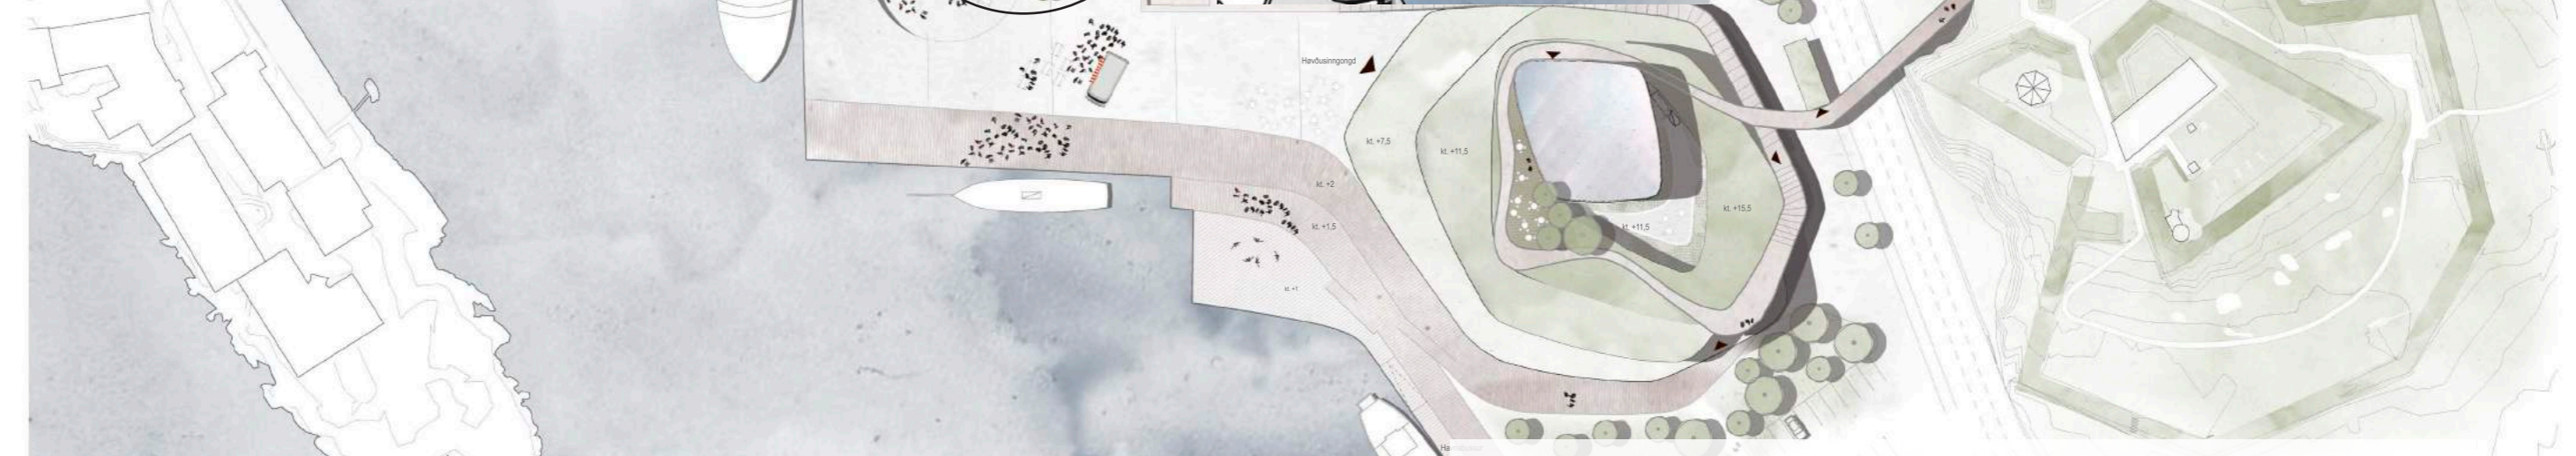 Høvðusinngongd
kt. +7,5
kt. +11,5
kt. +2
kt. +15,5
kt. +1,5
kt. +11,5
kt. +1